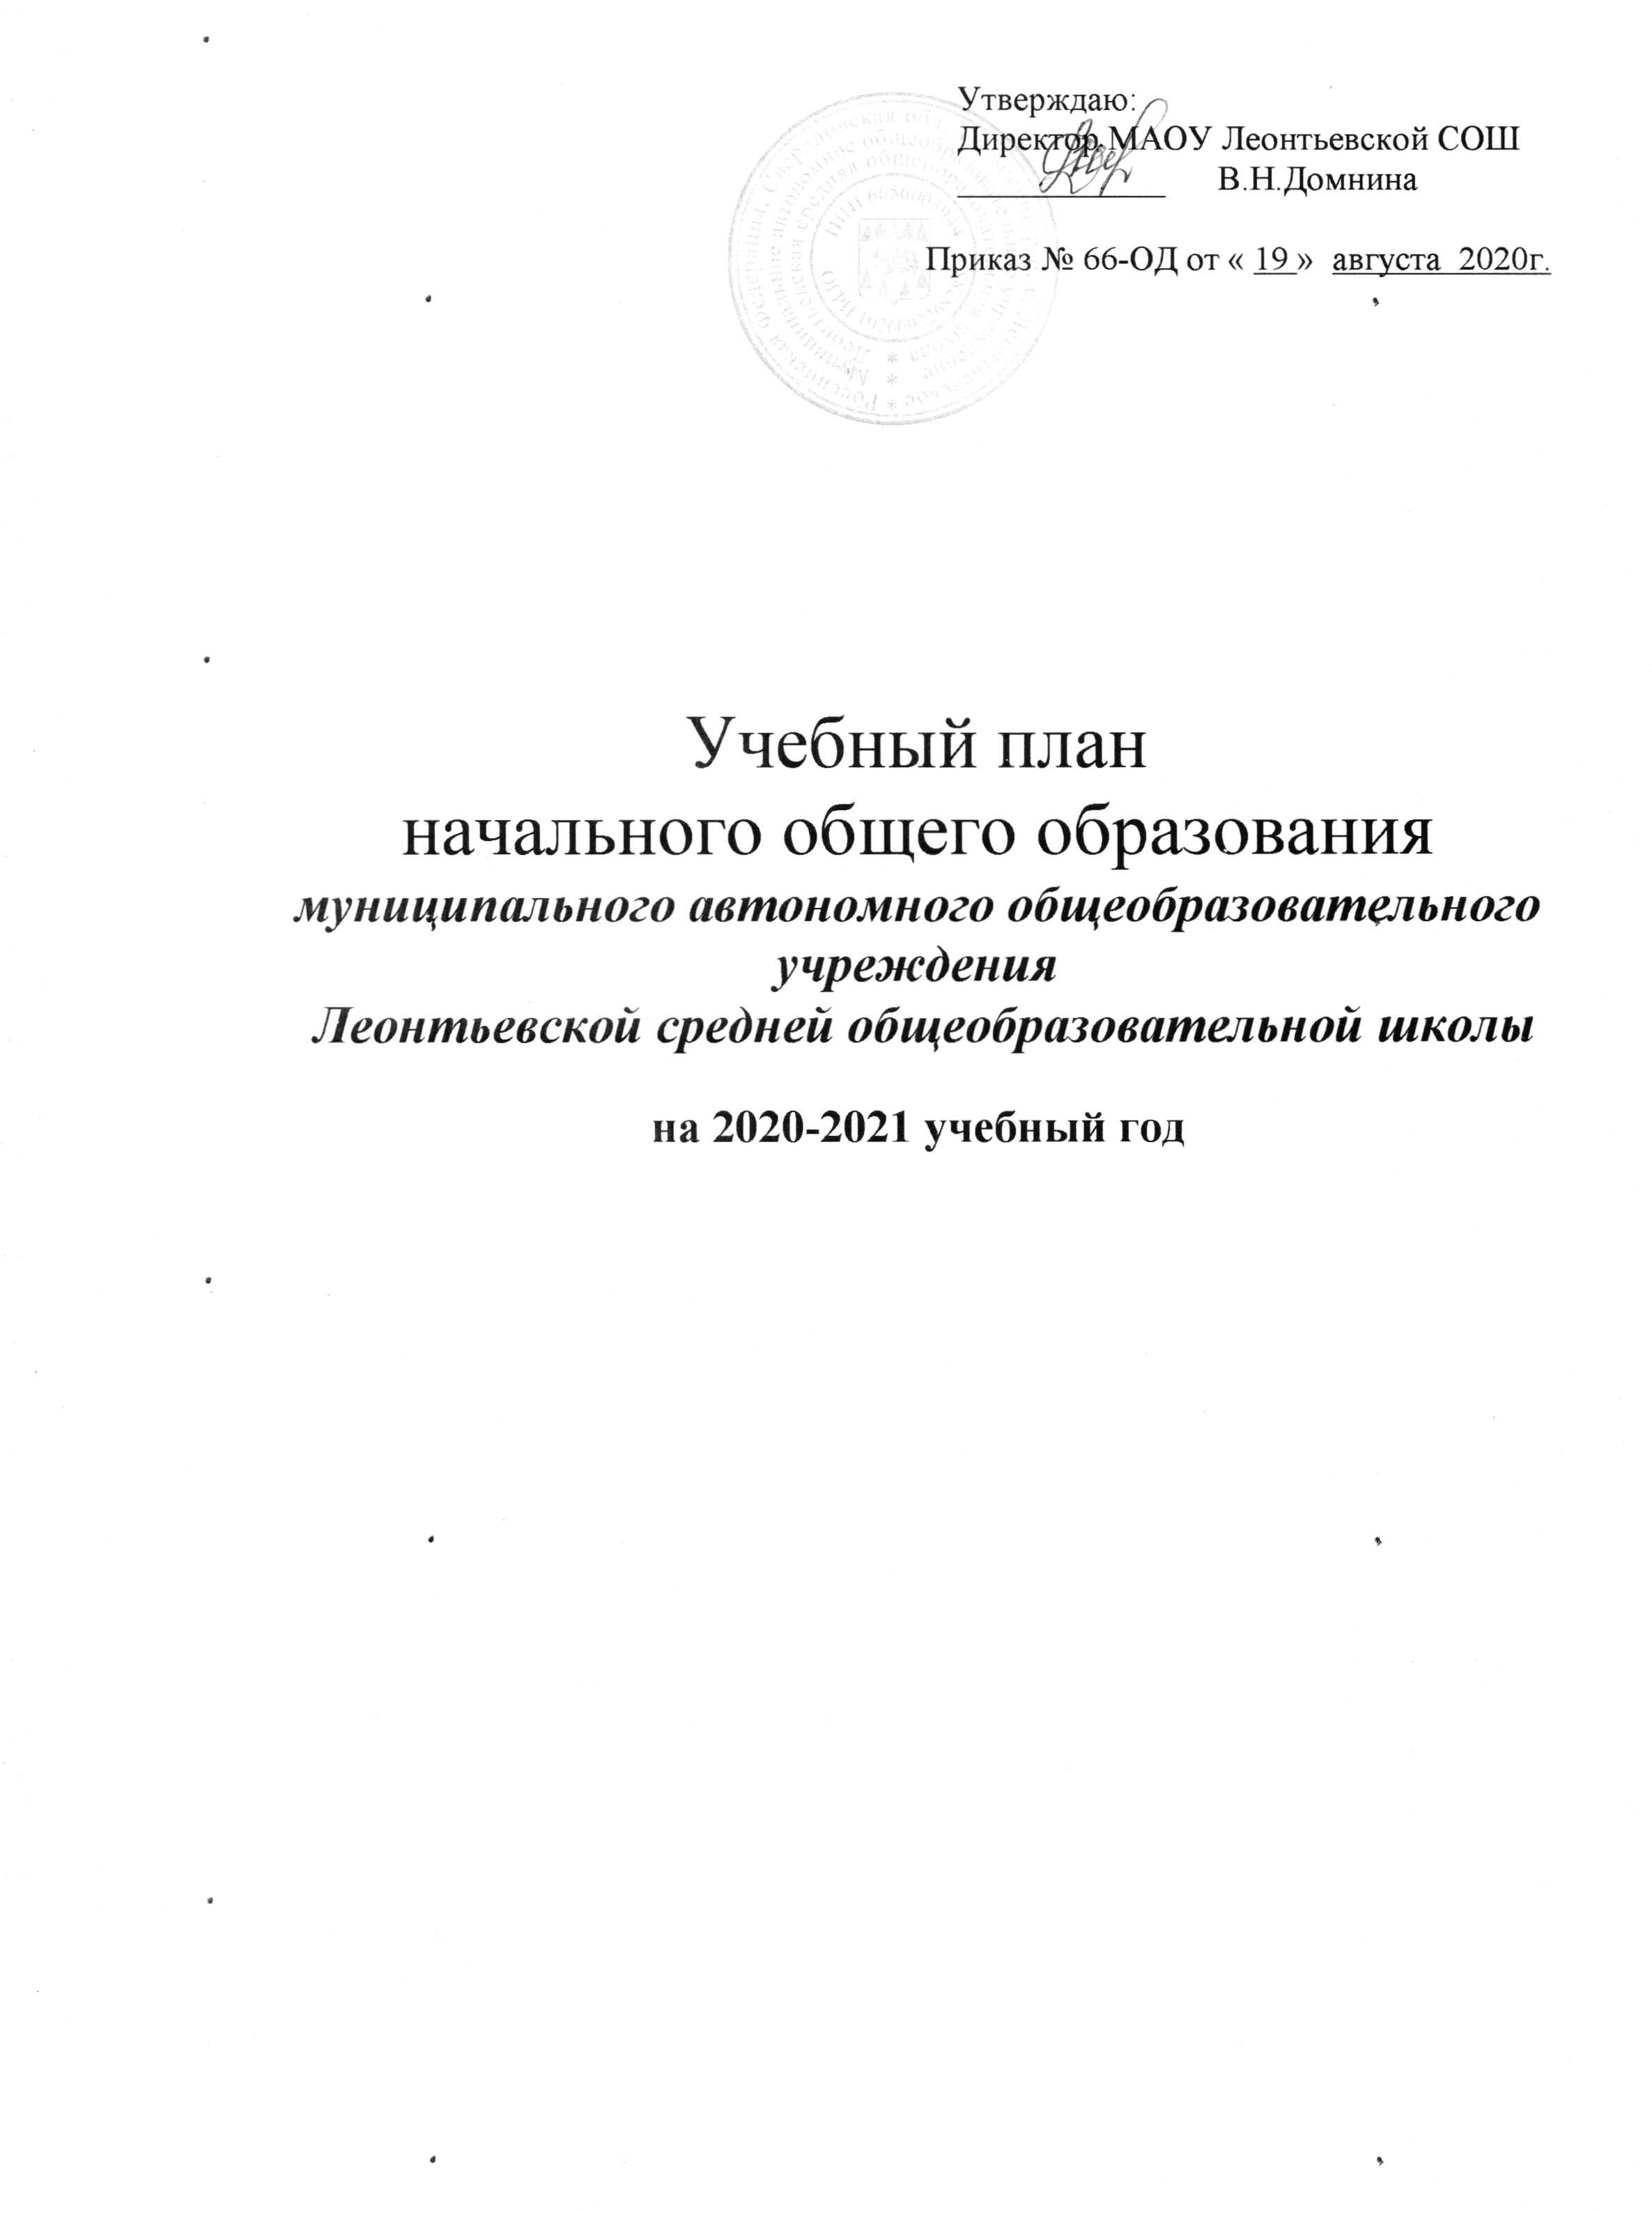 Утверждаю:
Директор МАОУ Леонтьевской СОШ
В.Н.Домнина
Приказ № 66-ОД от « 19 » августа 2020г.
Учебный план
начального общего образования
муниципального автономного общеобразовательного
учреждения
Леонтьевской средней общеобразовательной школы
на 2020-2021 учебный год